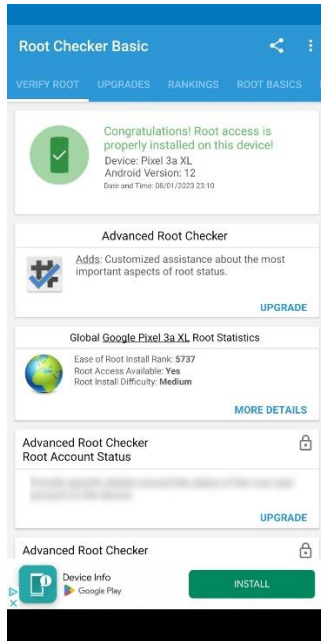 Root Checker Basic
VERIFY ROOT UPGRADES RANKINGS ROOT BASICS
Congratulations! Root access is
properly installed on this device!
Device: Pixel 3a XL
Android Version: 12
Date and Time: 08/01/2023 23:10
Advanced Root Checker
Adds: Customized assistance about the most
important aspects of root status.
UPGRADE
Global Google Pixel 3a XL Root Statistics
Ease of Root Install Rank: 5737
Root Access Available: Yes
Root Install Difficulty: Medium
MORE DETAILS
Advanced Root Checker
Root Account Status
UPGRADE
Advanced Root Checker
Device Info
Google Play
INSTALL